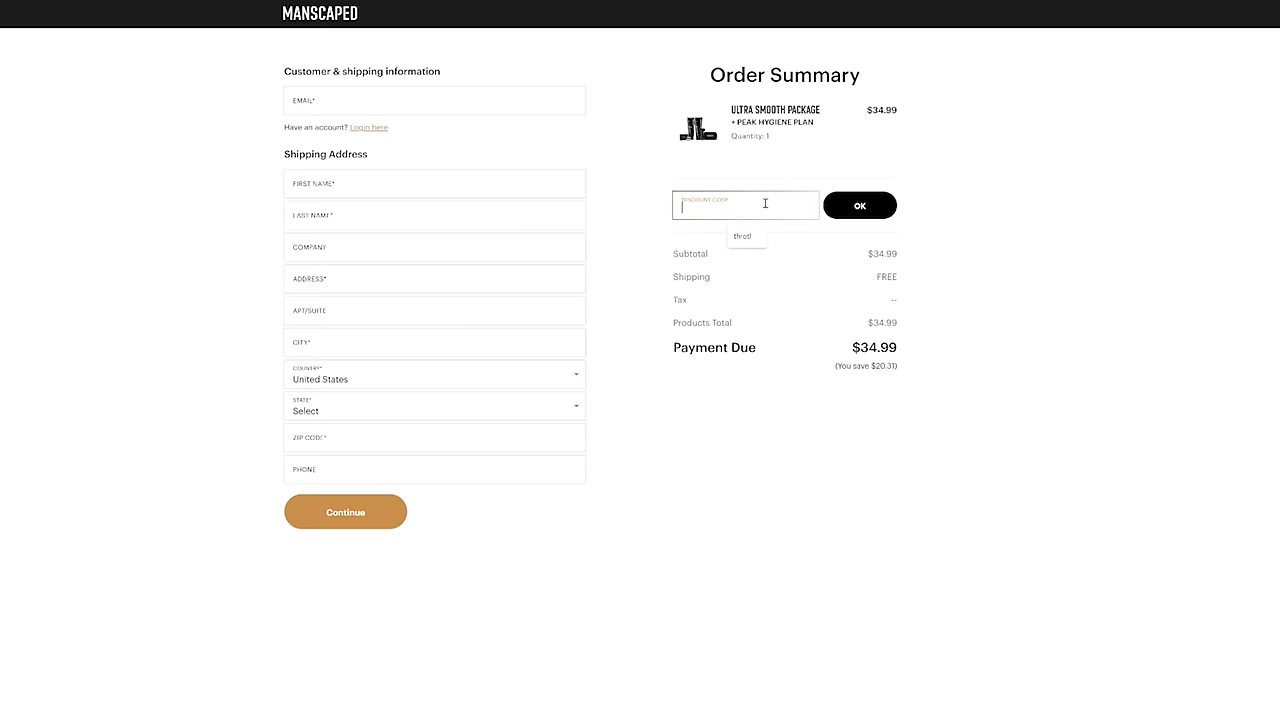 MANSCAPED
Customer & shipping information
EMAIL*
Have an account? Login here
Shipping Address
FIRST NAME*
LAST NAME*
COMPANY
ADDRESS*
APT/SUITE
CITY*
COUNTRY*
United States
STATE*
Select
ZIP CODE*
PHONE
Continue
Order Summary
ULTRA SMOOTH PACKAGE $34.99
+ PEAK HYGIENE PLAN
Quantity: 1
DISCOUNT CODE
OK
throtl
Subtotal $34.99
Shipping FREE
Tax --
Products Total $34.99
Payment Due $34.99
(You save $20.31)